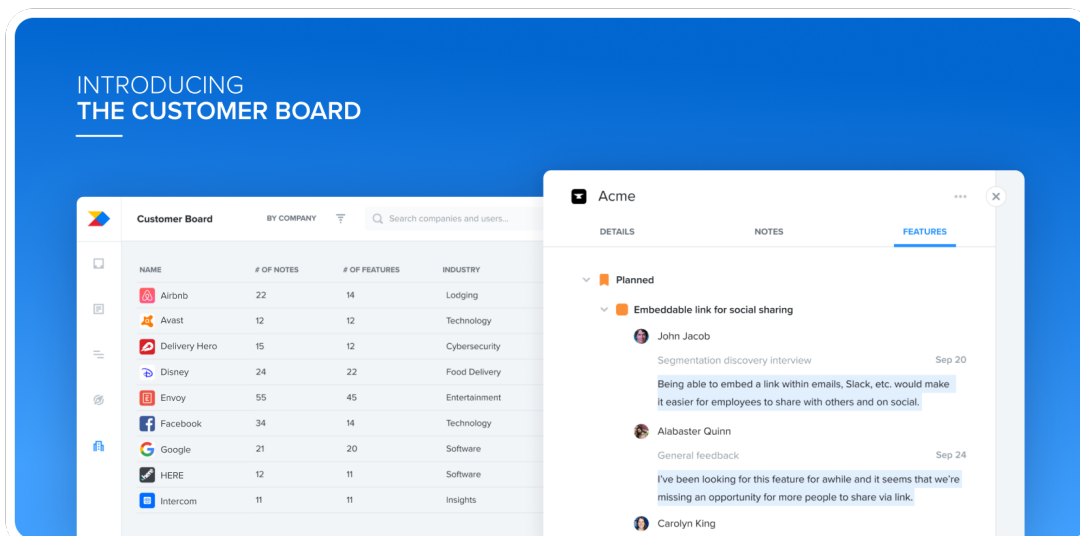 INTRODUCING
THE CUSTOMER BOARD
Customer Board
BY COMPANY
Search companies and users...
NAME # OF NOTES # OF FEATURES INDUSTRY
Airbnb 22 14 Lodging
Avast 12 12 Technology
Delivery Hero 15 12 Cybersecurity
Disney 24 22 Food Delivery
Envoy 55 45 Entertainment
Facebook 34 14 Technology
Google 21 20 Software
HERE 12 11 Software
Intercom 11 11 Insights
Acme
DETAILS NOTES FEATURES
Planned
Embeddable link for social sharing
John Jacob
Segmentation discovery interview Sep 20
Being able to embed a link within emails, Slack, etc. would make
it easier for employees to share with others and on social.
Alabaster Quinn
General feedback Sep 24
I've been looking for this feature for awhile and it seems that we're
missing an opportunity for more people to share via link.
Carolyn King